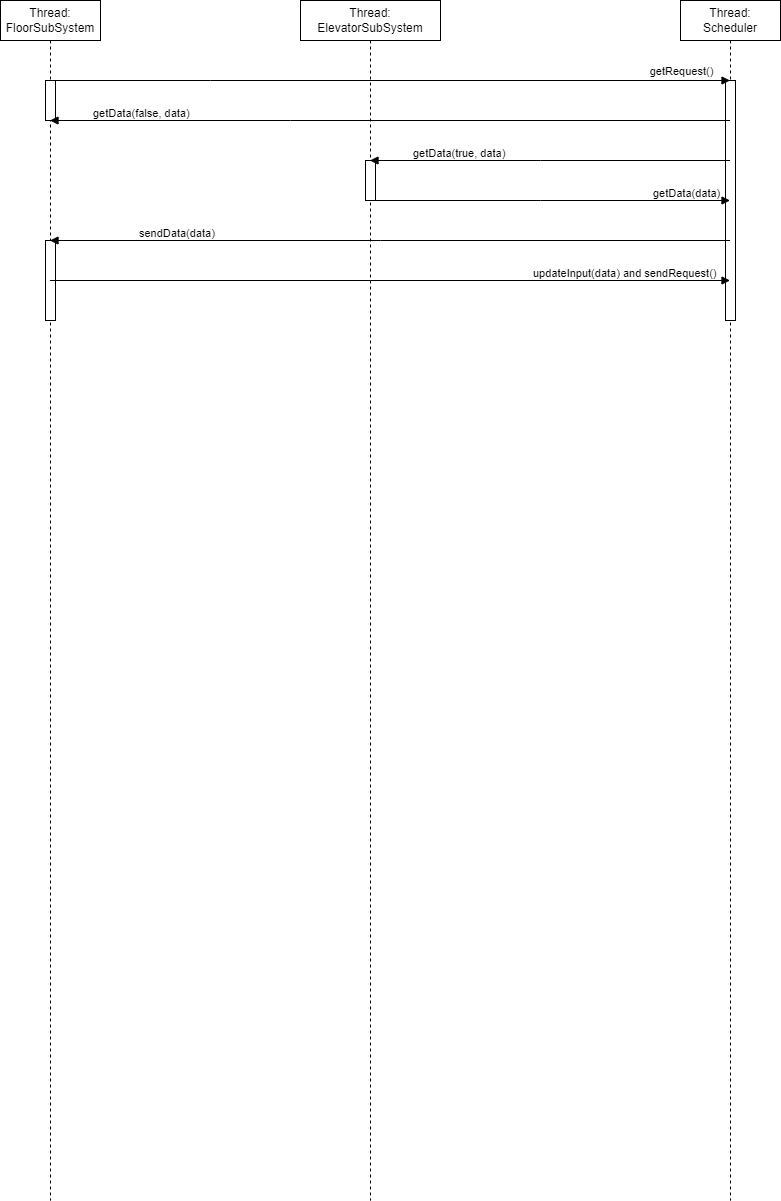 Thread:
FloorSubSystem
Thread:
ElevatorSubSystem
Thread:
Scheduler
getRequest()
getData(false, data)
getData(true, data)
getData(data)
sendData(data)
updateInput(data) and sendRequest()